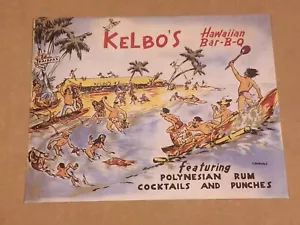 KELBO'S
Hawaiian
Bar-B-Q
featuring
POLYNESIAN RUM
COCKTAILS AND PUNCHES